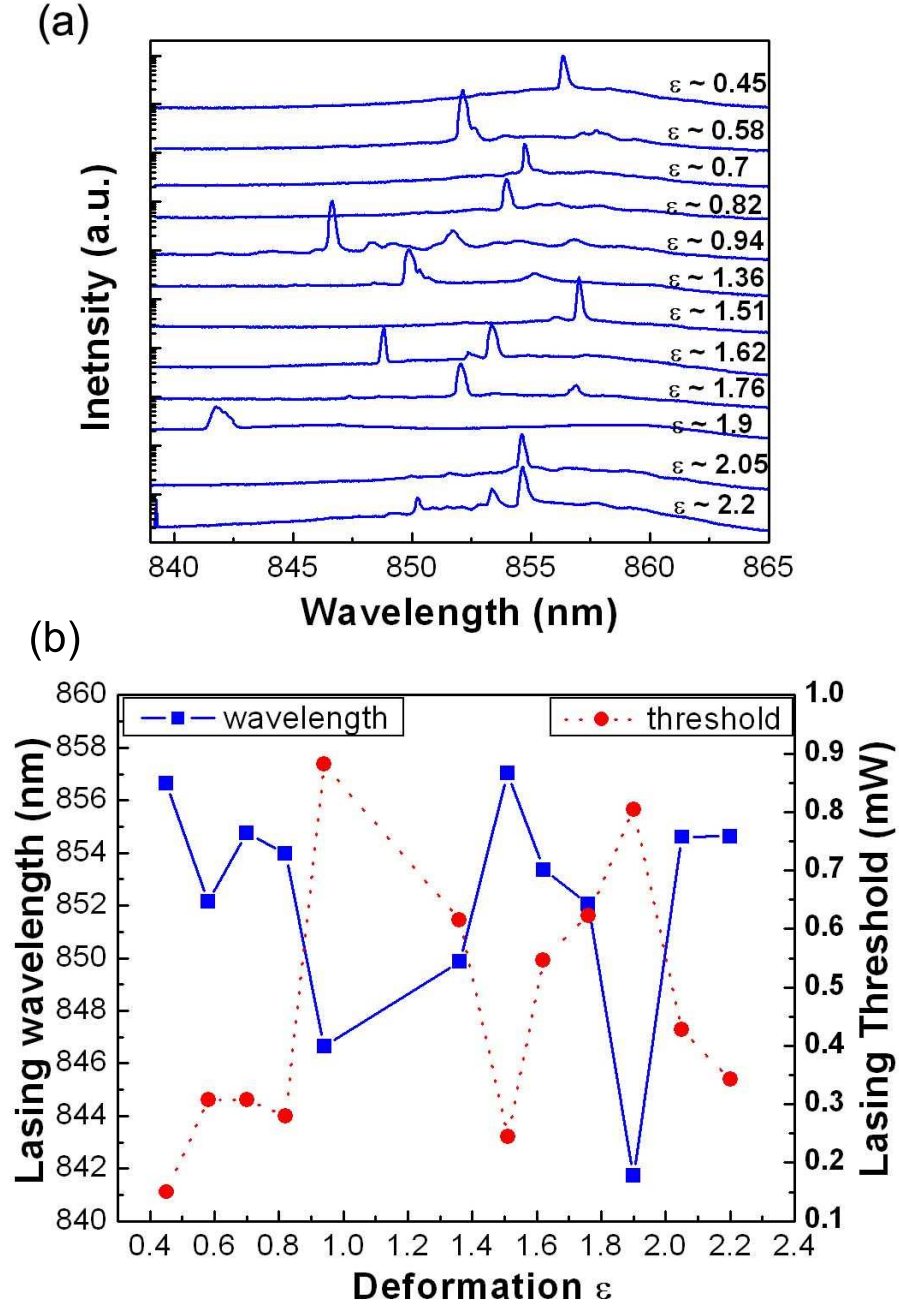 (a)
Inetnsity (a.u.)
ε ~ 0.45
ε ~ 0.58
ε ~ 0.7
ε ~ 0.82
ε ~ 0.94
ε ~ 1.36
ε ~ 1.51
ε ~ 1.62
ε ~ 1.76
ε ~ 1.9
ε ~ 2.05
ε ~ 2.2
840 845 850 855 860 865
Wavelength (nm)
(b)
Lasing wavelength (nm)
860
858
856
854
852
850
848
846
844
842
840
wavelength
threshold
1.0
0.9
0.8
0.7
0.6
0.5
0.4
0.3
0.2
0.1
Lasing Threshold (mW)
0.4 0.6 0.8 1.0 1.2 1.4 1.6 1.8 2.0 2.2 2.4
Deformation ε